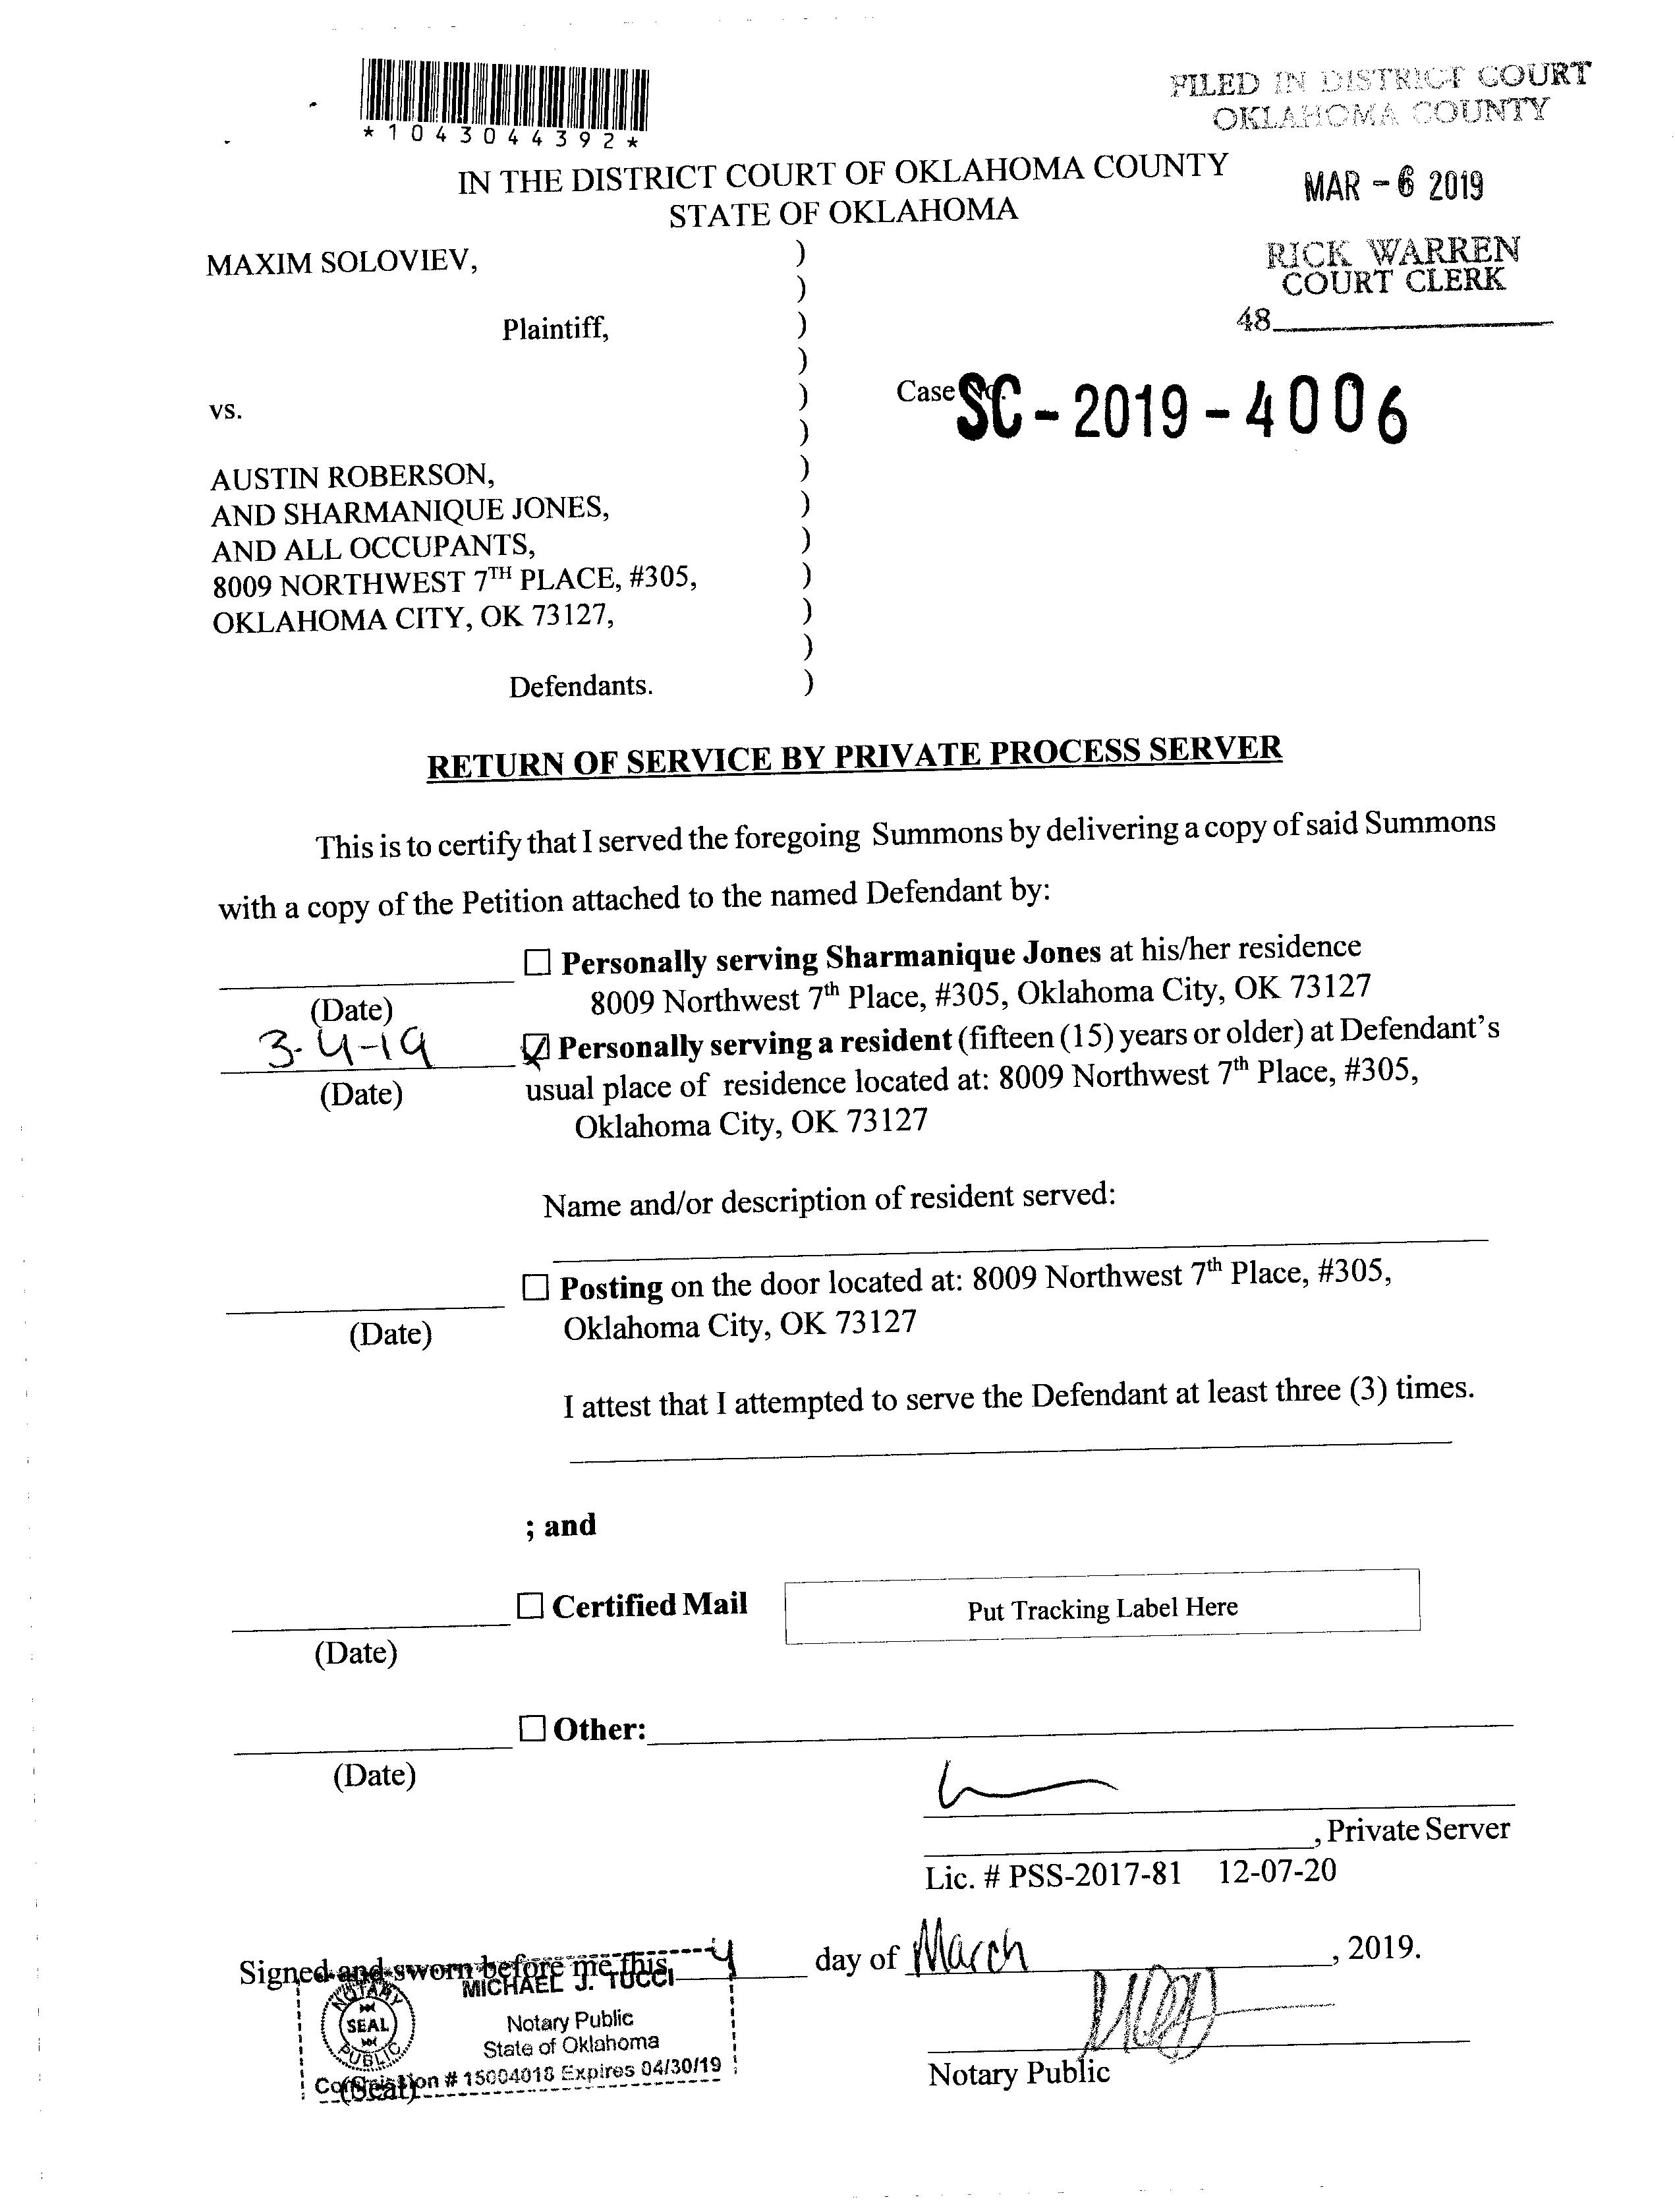 *1043044392*
FILED IN DISTRICT COURT
OKLAHOMA COUNTY
IN THE DISTRICT COURT OF OKLAHOMA COUNTY
STATE OF OKLAHOMA
MAR - 6 2019
RICK WARREN
COURT CLERK
48
MAXIM SOLOVIEV, )
)
Plaintiff, )
)
vs. ) Case No. SC - 2019 - 4006
)
AUSTIN ROBERSON, )
AND SHARMANIQUE JONES, )
AND ALL OCCUPANTS, )
8009 NORTHWEST 7TH PLACE, #305, )
OKLAHOMA CITY, OK 73127, )
)
Defendants. )
RETURN OF SERVICE BY PRIVATE PROCESS SERVER
This is to certify that I served the foregoing Summons by delivering a copy of said Summons
with a copy of the Petition attached to the named Defendant by:
☐ Personally serving Sharmanique Jones at his/her residence
(Date) 8009 Northwest 7th Place, #305, Oklahoma City, OK 73127
3-4-19 ☑ Personally serving a resident (fifteen (15) years or older) at Defendant's
(Date) usual place of residence located at: 8009 Northwest 7th Place, #305,
Oklahoma City, OK 73127
Name and/or description of resident served:
☐ Posting on the door located at: 8009 Northwest 7th Place, #305,
(Date) Oklahoma City, OK 73127
I attest that I attempted to serve the Defendant at least three (3) times.
; and
☐ Certified Mail Put Tracking Label Here
(Date)
☐ Other:
(Date)
, Private Server
Lic. # PSS-2017-81 12-07-20
Signed and sworn before me this 4 day of March, 2019.
MICHAEL J. TUCCI
NOTARY SEAL PUBLIC
Notary Public
State of Oklahoma
Commission # 15004018 Expires 04/30/19
(Seal)
Notary Public